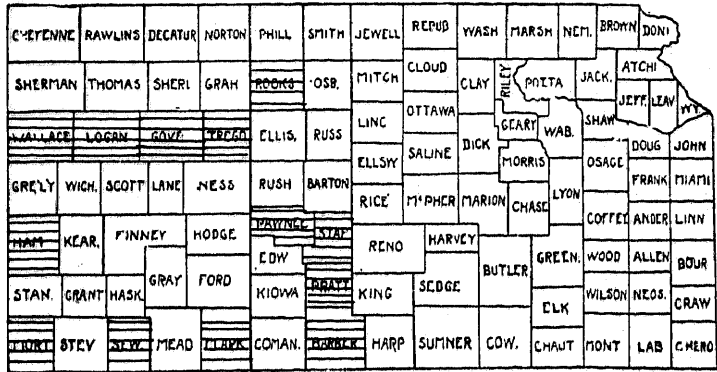 CHEYENNE RAWLINS DECATUR NORTON PHILL SMITH JEWELL REPUB WASH MARSH NEM. BROWN DONI
SHERMAN THOMAS SHERI GRAH ROOKS OSB. MITCH CLOUD CLAY RILEY POTTA JACK. ATCHI
JEFF. LEAV WY.
WALLACE LOGAN GOVE TREGO ELLIS. RUSS LINC OTTAWA GEARY WAB. SHAW
DICK DOUG JOHN
ELLSW SALINE MORRIS OSAGE
GRE'LY WICH. SCOTT LANE NESS RUSH BARTON FRANK MIAMI
RICE McPHER MARION CHASE LYON
HAM KEAR. FINNEY HODGE PAWNEE STAF RENO HARVEY COFFEY ANDER LINN
EDW BUTLER GREEN. WOOD ALLEN BOUR
STAN. GRANT HASK. GRAY FORD KIOWA PRATT KING SEDGE WILSON NEOS. CRAW
ELK
MORT STEV SEW. MEAD CLARK COMAN. BARBER HARP SUMNER COW. CHAUT MONT LAB CHERO